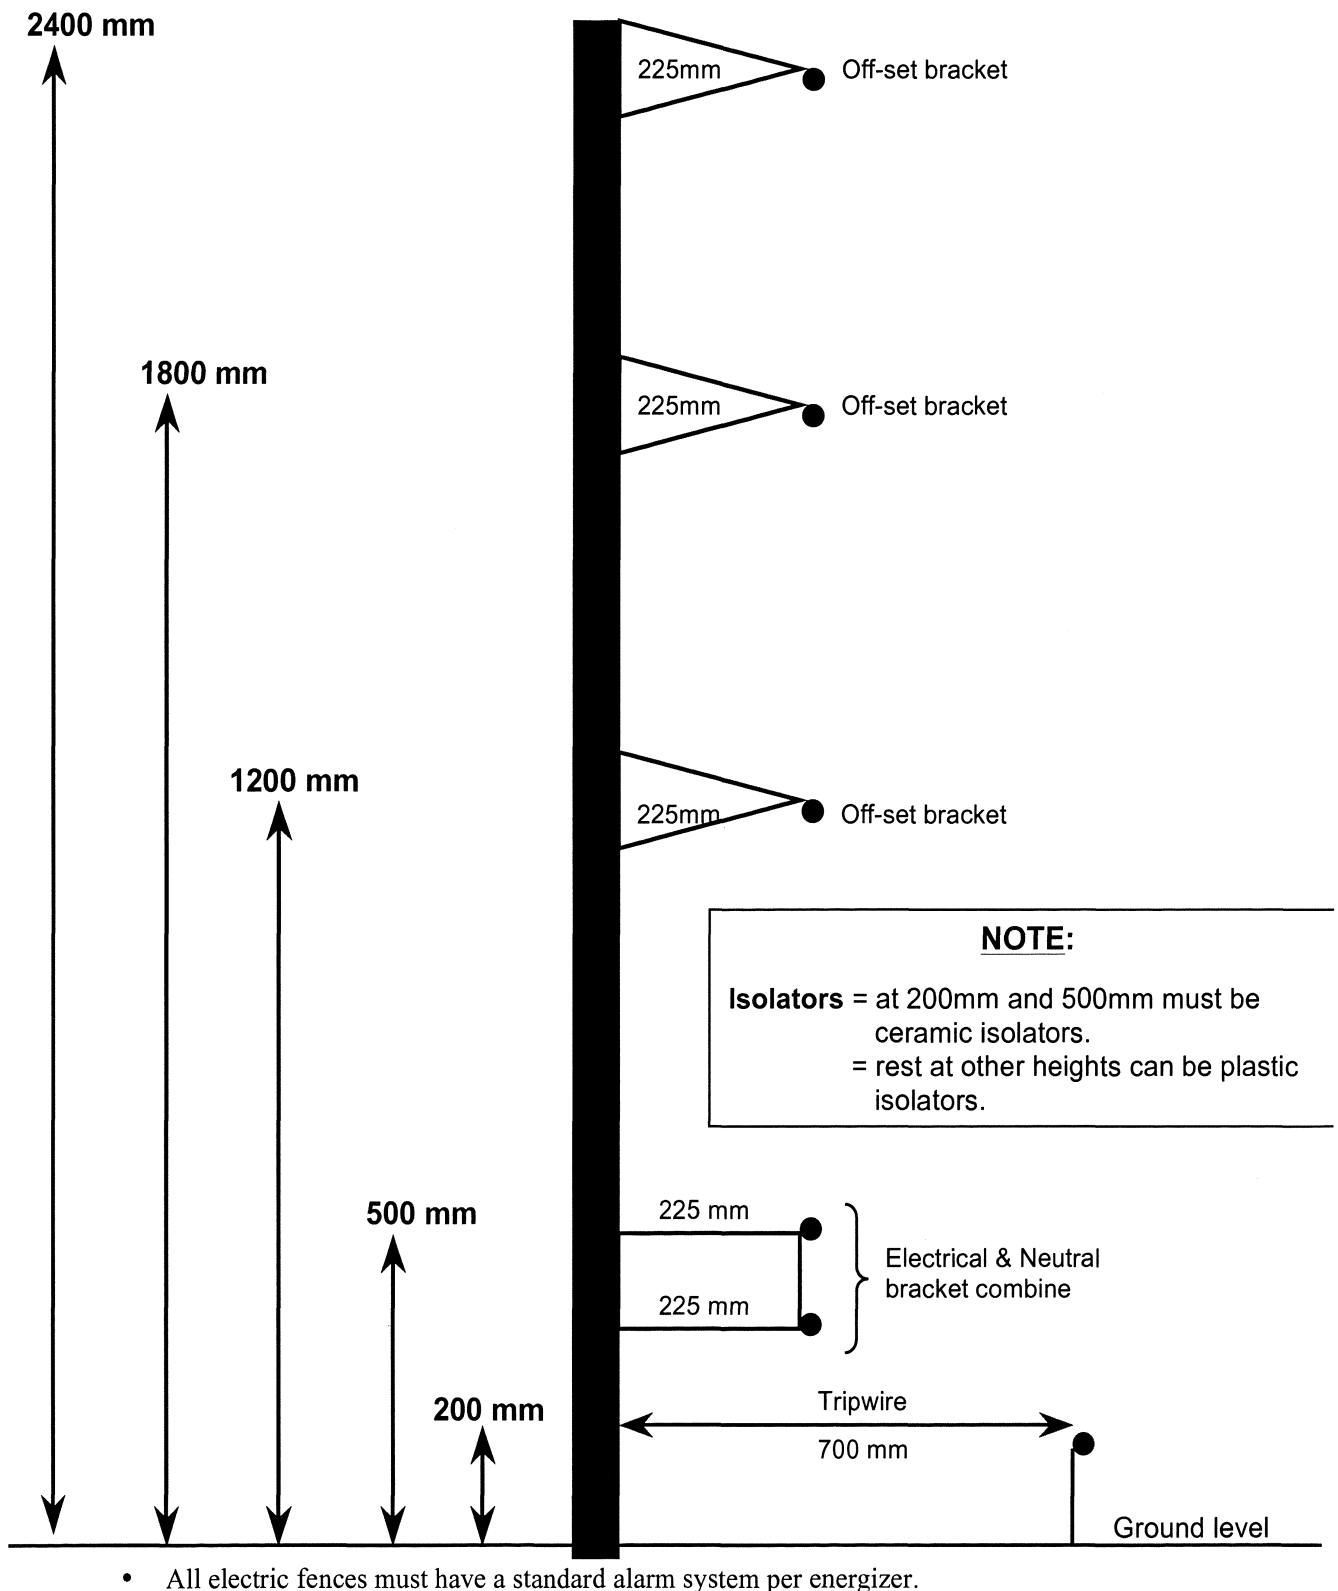 2400 mm
225mm Off-set bracket
1800 mm
225mm Off-set bracket
1200 mm
225mm Off-set bracket
NOTE:
Isolators = at 200mm and 500mm must be
ceramic isolators.
= rest at other heights can be plastic
isolators.
500 mm
225 mm
Electrical & Neutral
bracket combine
225 mm
200 mm
Tripwire
700 mm
Ground level
• All electric fences must have a standard alarm system per energizer.